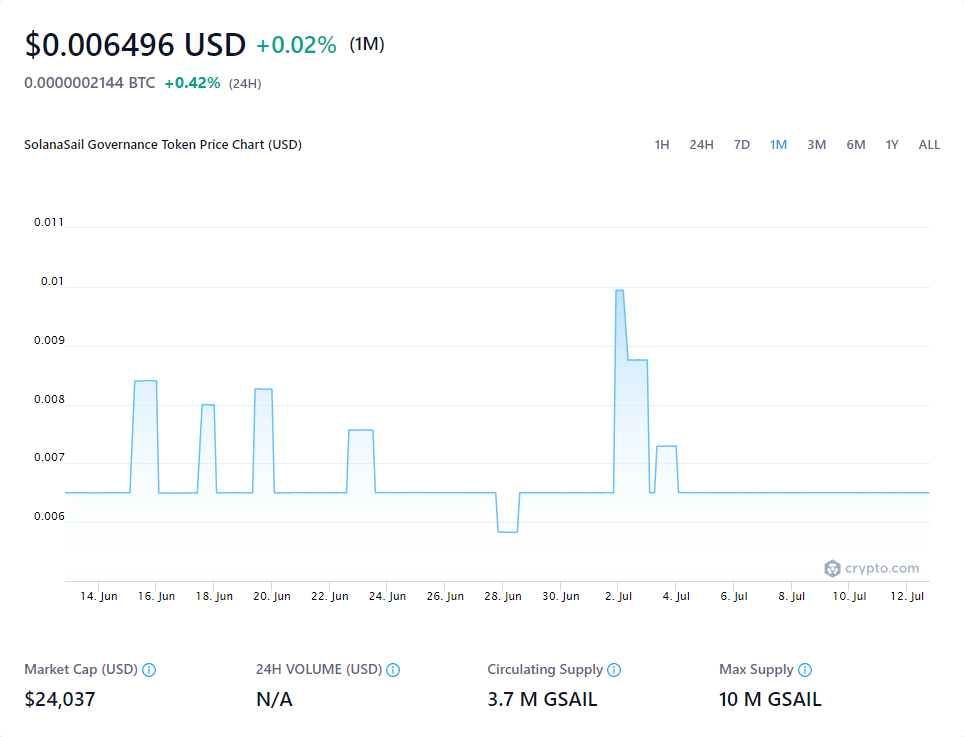 $0.006496 USD +0.02% (1M)
0.0000002144 BTC +0.42% (24H)
SolanaSail Governance Token Price Chart (USD) 1H 24H 7D 1M 3M 6M 1Y ALL
0.011
0.01
0.009
0.008
0.007
0.006
crypto.com
14. Jun 16. Jun 18. Jun 20. Jun 22. Jun 24. Jun 26. Jun 28. Jun 30. Jun 2. Jul 4. Jul 6. Jul 8. Jul 10. Jul 12. Jul
Market Cap (USD) 24H VOLUME (USD) Circulating Supply Max Supply
$24,037 N/A 3.7 M GSAIL 10 M GSAIL